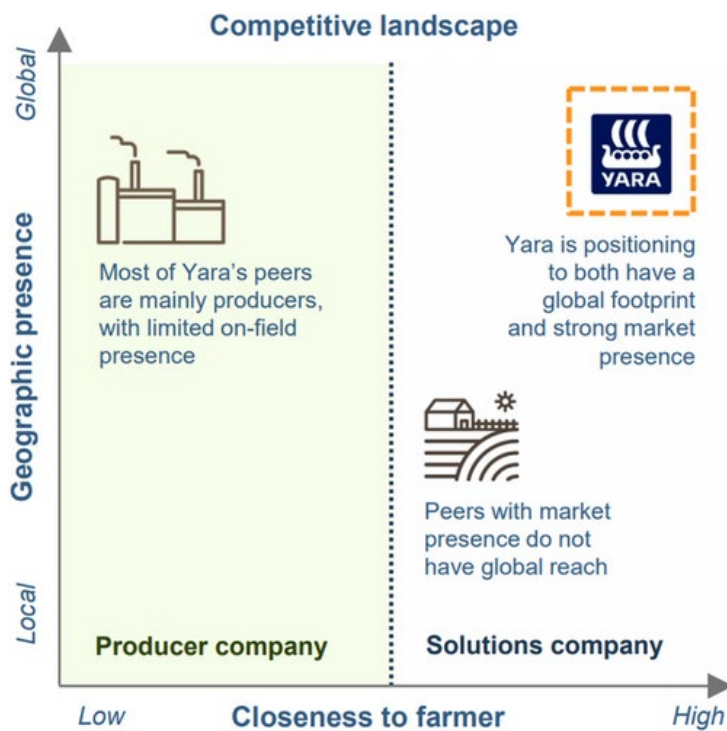 Competitive landscape
Global
Geographic presence
Local
YARA
Most of Yara's peers
are mainly producers,
with limited on-field
presence
Yara is positioning
to both have a
global footprint
and strong market
presence
Peers with market
presence do not
have global reach
Producer company
Solutions company
Low
Closeness to farmer
High